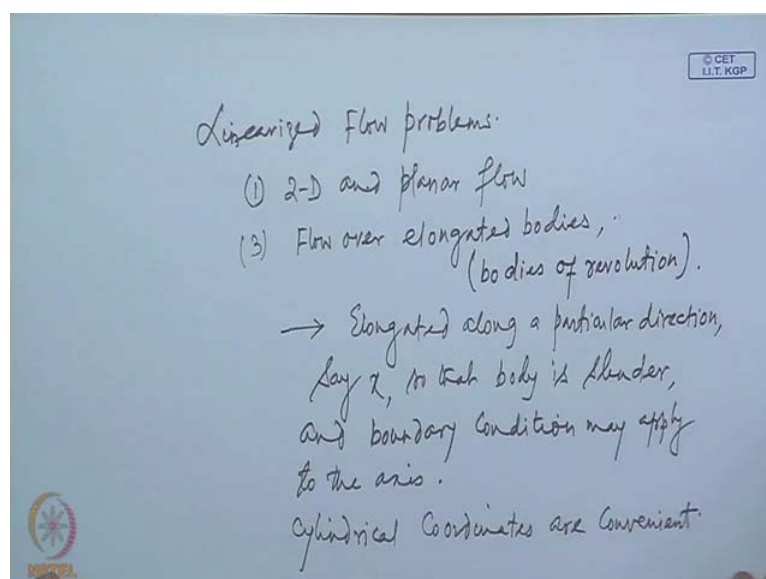 © CET
I.I.T. KGP
Linearized Flow problems.
(1) 2-D and planar flow
(3) Flow over elongated bodies,
(bodies of revolution).
→ Elongated along a particular direction,
Say x, so that body is slender,
and boundary condition may apply
to the axis.
Cylindrical Coordinates are Convenient.
NPTEL